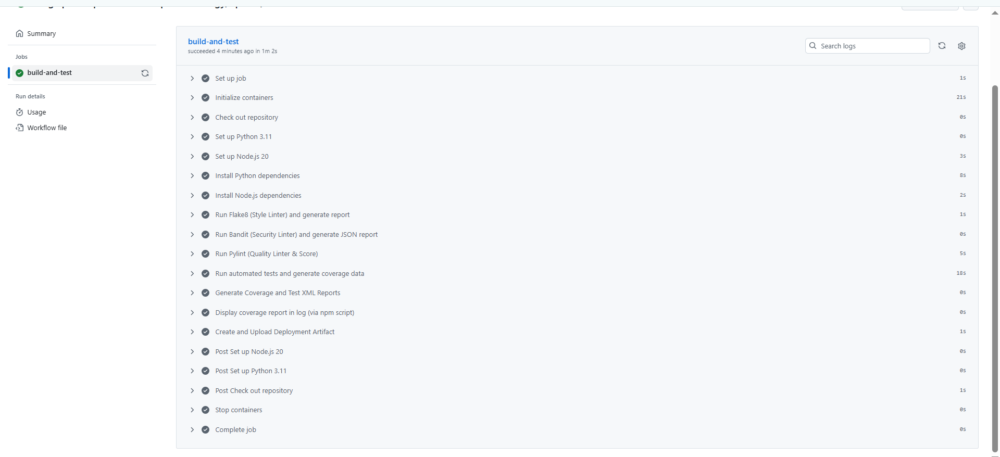 Summary
Jobs
build-and-test
Run details
Usage
Workflow file
build-and-test
succeeded 4 minutes ago in 1m 2s
Search logs
Set up job 1s
Initialize containers 21s
Check out repository 0s
Set up Python 3.11 0s
Set up Node.js 20 3s
Install Python dependencies 8s
Install Node.js dependencies 2s
Run Flake8 (Style Linter) and generate report 1s
Run Bandit (Security Linter) and generate JSON report 0s
Run Pylint (Quality Linter & Score) 5s
Run automated tests and generate coverage data 18s
Generate Coverage and Test XML Reports 0s
Display coverage report in log (via npm script) 0s
Create and Upload Deployment Artifact 1s
Post Set up Node.js 20 0s
Post Set up Python 3.11 0s
Post Check out repository 1s
Stop containers 0s
Complete job 0s